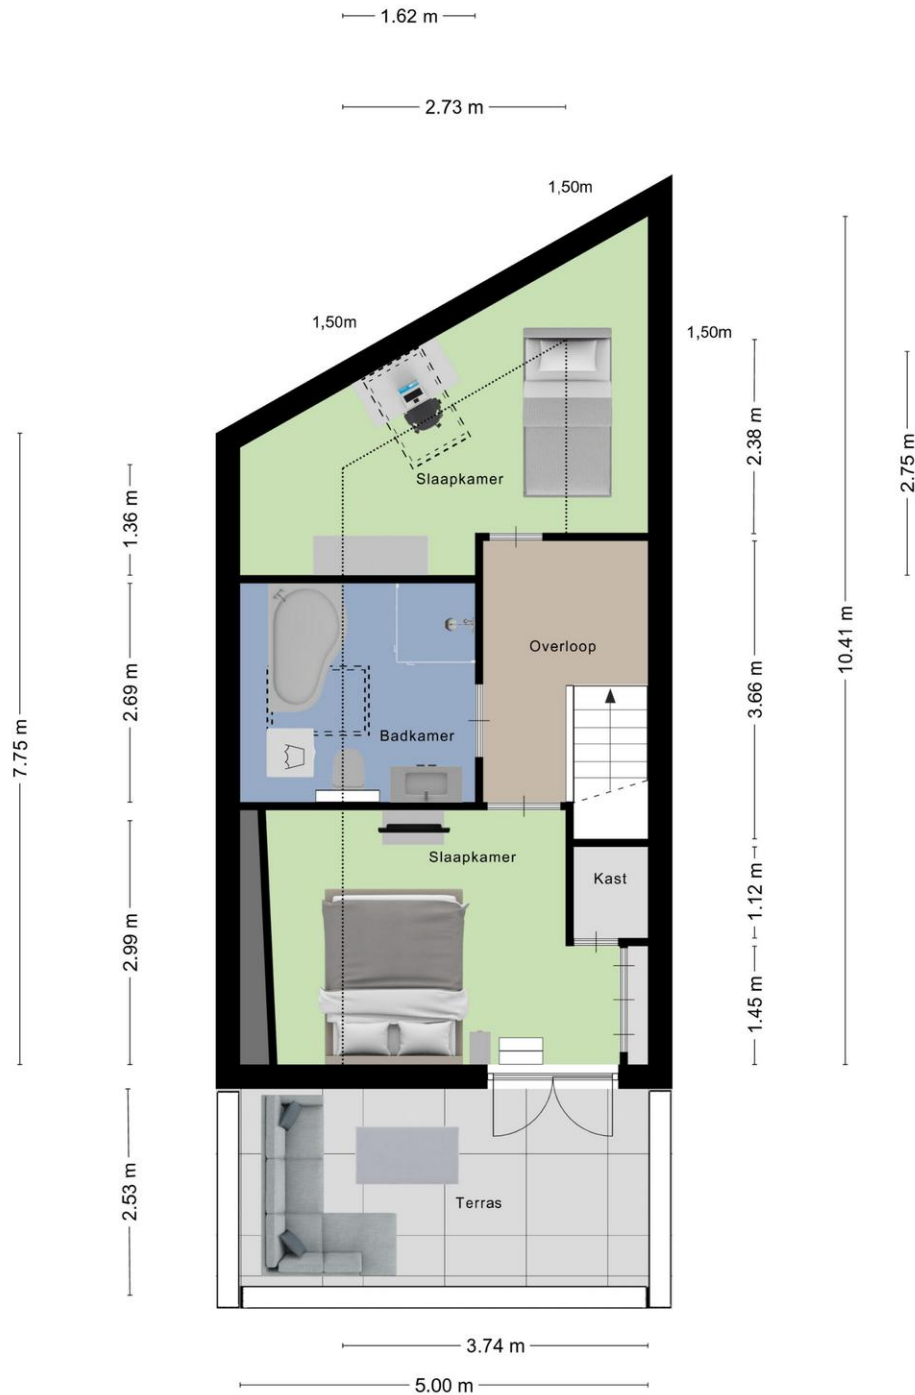 1.62 m
2.73 m
1,50m
1,50m
1,50m
2.38 m
2.75 m
Slaapkamer
1.36 m
10.41 m
Overloop
3.66 m
2.69 m
7.75 m
Badkamer
Slaapkamer
Kast
1.12 m
2.99 m
1.45 m
2.53 m
Terras
3.74 m
5.00 m